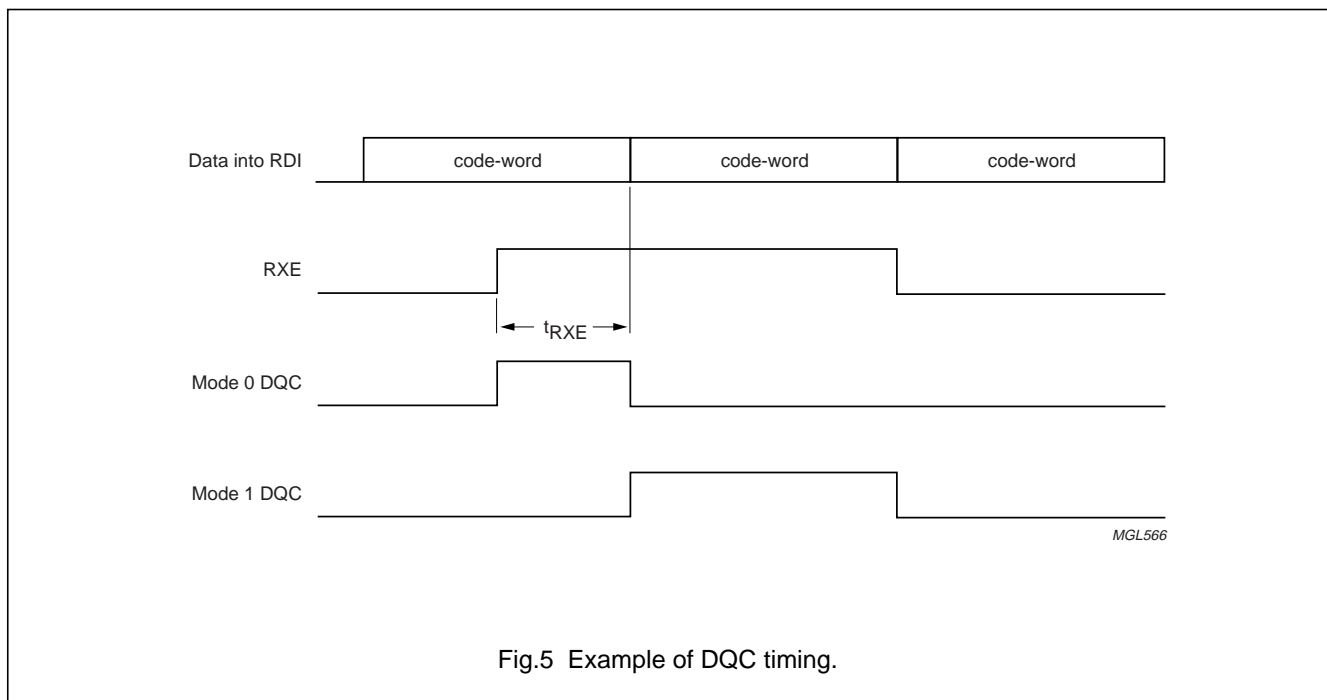 Data into RDI
code-word code-word code-word
RXE
tRXE
Mode 0 DQC
Mode 1 DQC
MGL566
Fig.5 Example of DQC timing.